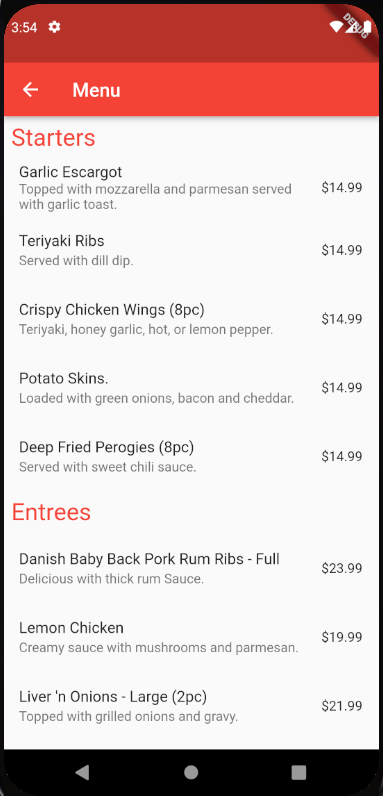 3:54
DEBUG
Menu
Starters
Garlic Escargot
Topped with mozzarella and parmesan served
with garlic toast.
$14.99
Teriyaki Ribs
Served with dill dip.
$14.99
Crispy Chicken Wings (8pc)
Teriyaki, honey garlic, hot, or lemon pepper.
$14.99
Potato Skins.
Loaded with green onions, bacon and cheddar.
$14.99
Deep Fried Perogies (8pc)
Served with sweet chili sauce.
$14.99
Entrees
Danish Baby Back Pork Rum Ribs - Full
Delicious with thick rum Sauce.
$23.99
Lemon Chicken
Creamy sauce with mushrooms and parmesan.
$19.99
Liver 'n Onions - Large (2pc)
Topped with grilled onions and gravy.
$21.99